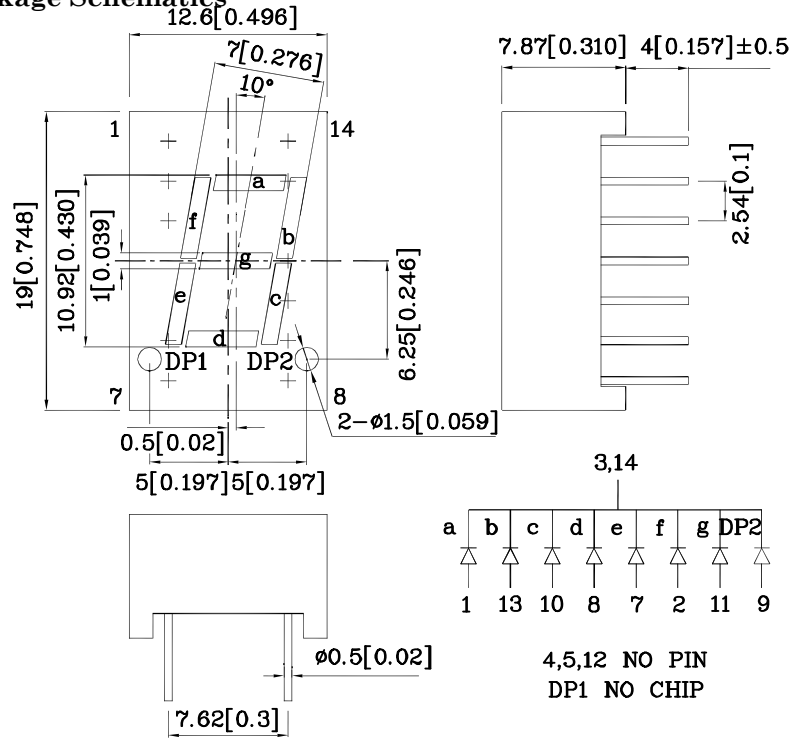 kage Schematics
12.6[0.496]
7[0.276]
10°
7.87[0.310]
4[0.157]±0.5
1
14
a
f
b
g
e
c
d
DP1
DP2
7
8
19[0.748]
10.92[0.430]
1[0.039]
6.25[0.246]
2.54[0.1]
2-ø1.5[0.059]
0.5[0.02]
5[0.197]
5[0.197]
3,14
a b c d e f g DP2
1 13 10 8 7 2 11 9
ø0.5[0.02]
7.62[0.3]
4,5,12 NO PIN
DP1 NO CHIP